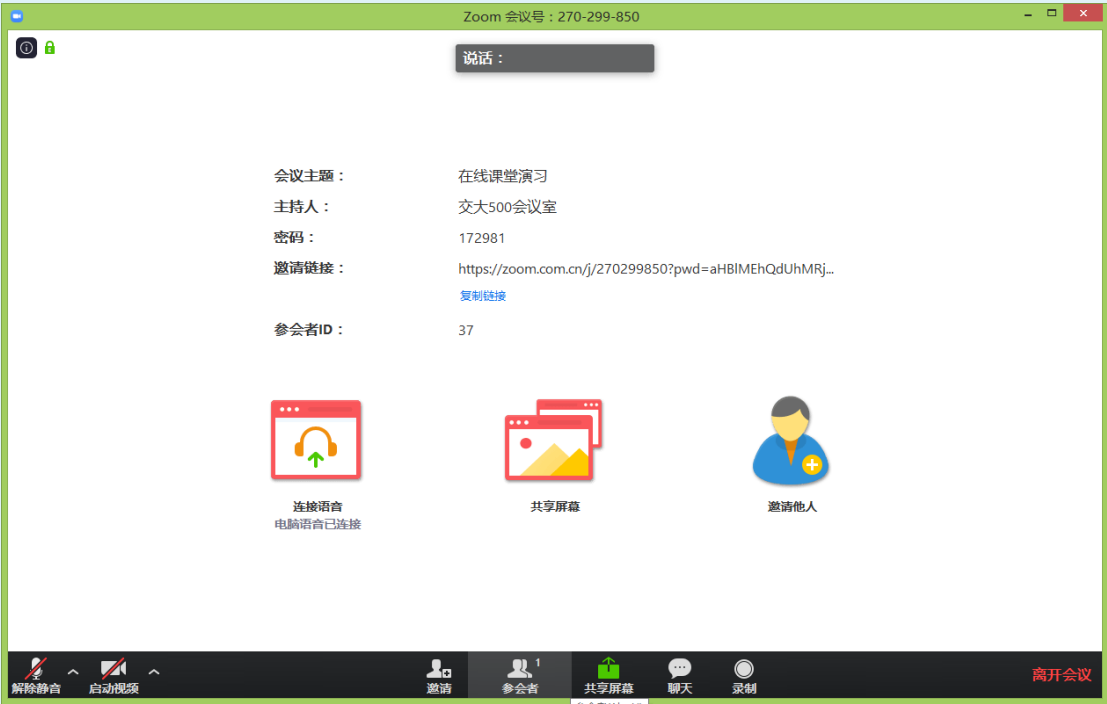 Zoom 会议号：270-299-850
说话：
会议主题： 在线课堂演习
主持人： 交大500会议室
密码： 172981
邀请链接： https://zoom.com.cn/j/270299850?pwd=aHBlMEhQdUhMRj...
复制链接
参会者ID： 37
连接语音 共享屏幕 邀请他人
电脑语音已连接
1
解除静音 启动视频 邀请 参会者 共享屏幕 聊天 录制 离开会议